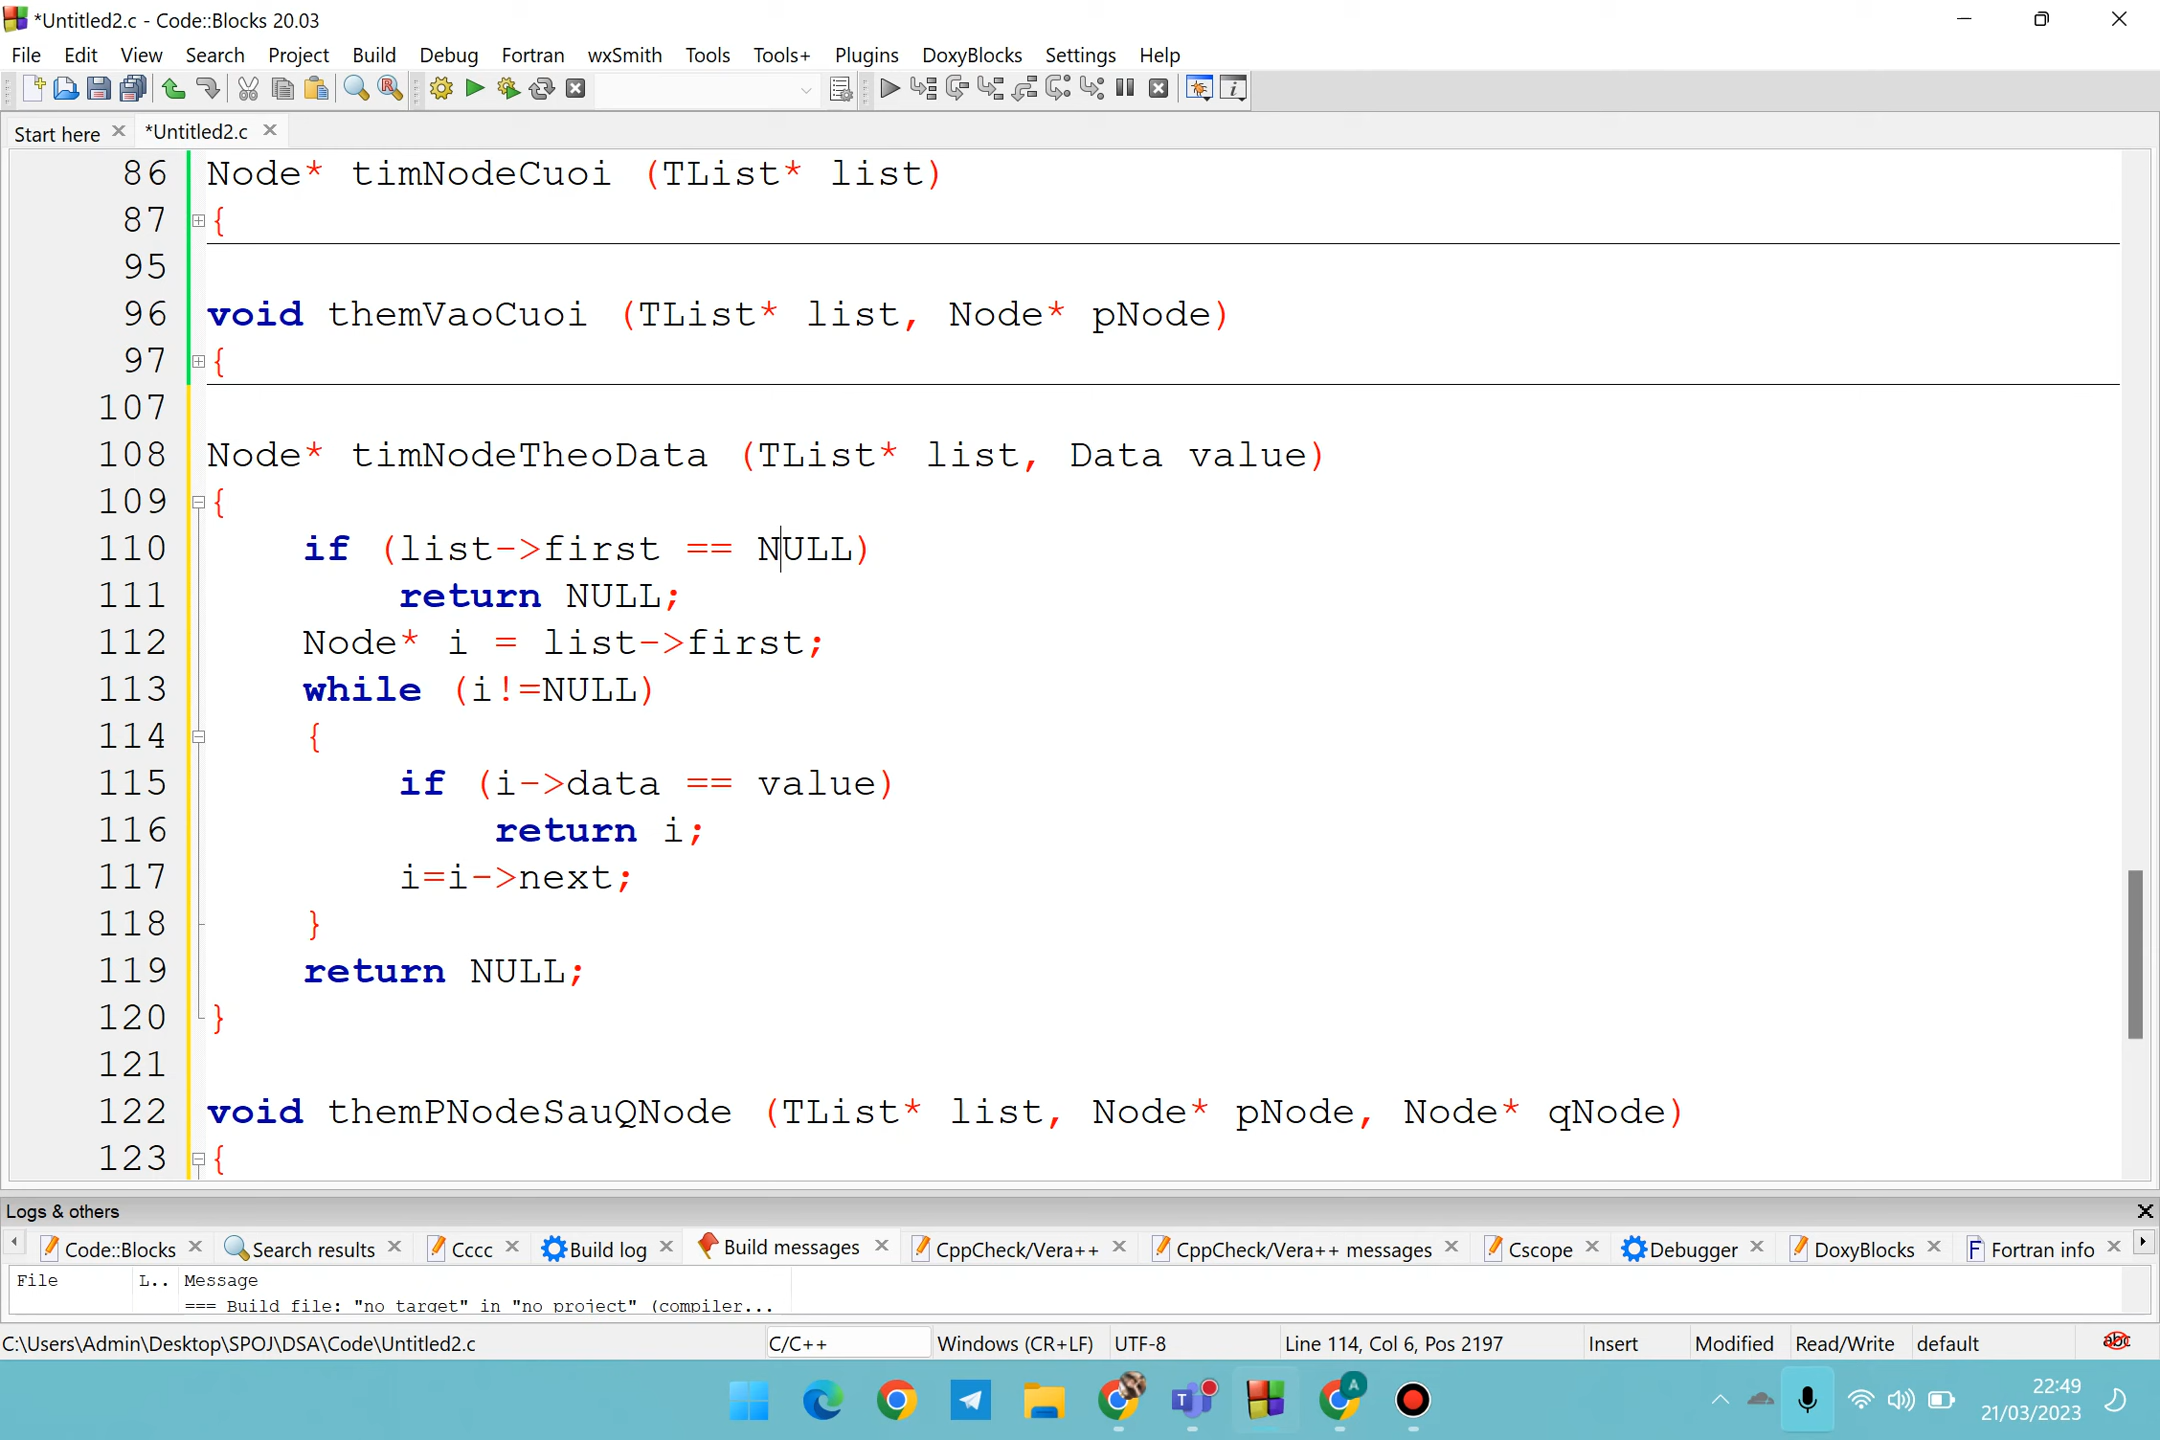 *Untitled2.c - Code::Blocks 20.03
File Edit View Search Project Build Debug Fortran wxSmith Tools Tools+ Plugins DoxyBlocks Settings Help
Start here *Untitled2.c
86 Node* timNodeCuoi (TList* list)
87 {
95
96 void themVaoCuoi (TList* list, Node* pNode)
97 {
107
108 Node* timNodeTheoData (TList* list, Data value)
109 {
110 if (list->first == NULL)
111 return NULL;
112 Node* i = list->first;
113 while (i!=NULL)
114 {
115 if (i->data == value)
116 return i;
117 i=i->next;
118 }
119 return NULL;
120 }
121
122 void themPNodeSauQNode (TList* list, Node* pNode, Node* qNode)
123 {
Logs & others
Code::Blocks Search results Cccc Build log Build messages CppCheck/Vera++ CppCheck/Vera++ messages Cscope Debugger DoxyBlocks Fortran info
File L.. Message
=== Build file: "no target" in "no project" (compiler...
C:\Users\Admin\Desktop\SPOJ\DSA\Code\Untitled2.c C/C++ Windows (CR+LF) UTF-8 Line 114, Col 6, Pos 2197 Insert Modified Read/Write default abc
22:49
21/03/2023